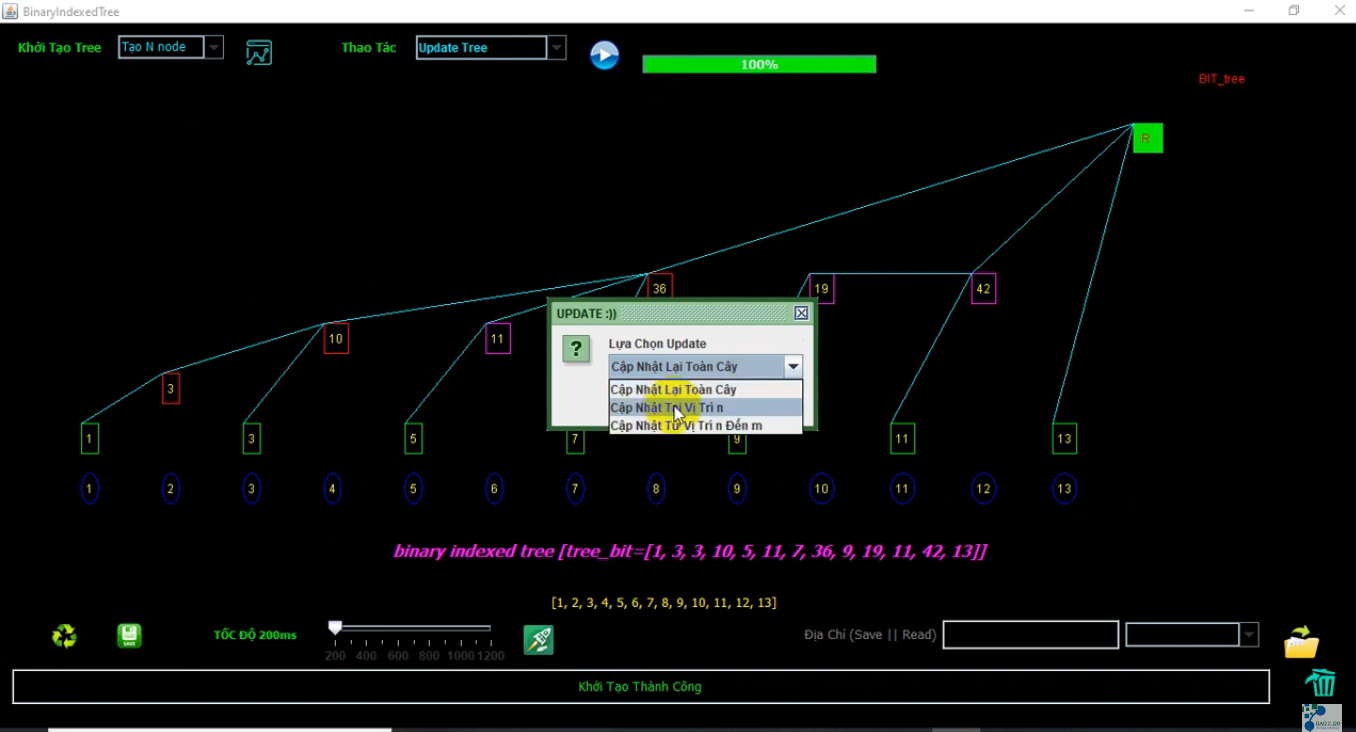 BinaryIndexedTree
Khởi Tạo Tree Tạo N node Thao Tác Update Tree 100%
BIT_tree
R
36 19 42
10 11
3
UPDATE :))
? Lựa Chọn Update
Cập Nhật Lại Toàn Cây
Cập Nhật Lại Toàn Cây
Cập Nhật Tại Vị Trí n
Cập Nhật Từ Vị Trí n Đến m
1 3 5 7 9 11 13
1 2 3 4 5 6 7 8 9 10 11 12 13
binary indexed tree [tree_bit=[1, 3, 3, 10, 5, 11, 7, 36, 9, 19, 11, 42, 13]]
[1, 2, 3, 4, 5, 6, 7, 8, 9, 10, 11, 12, 13]
SAVE TỐC ĐỘ 200ms Địa Chỉ (Save || Read)
200 400 600 800 1000 1200
Khởi Tạo Thành Công